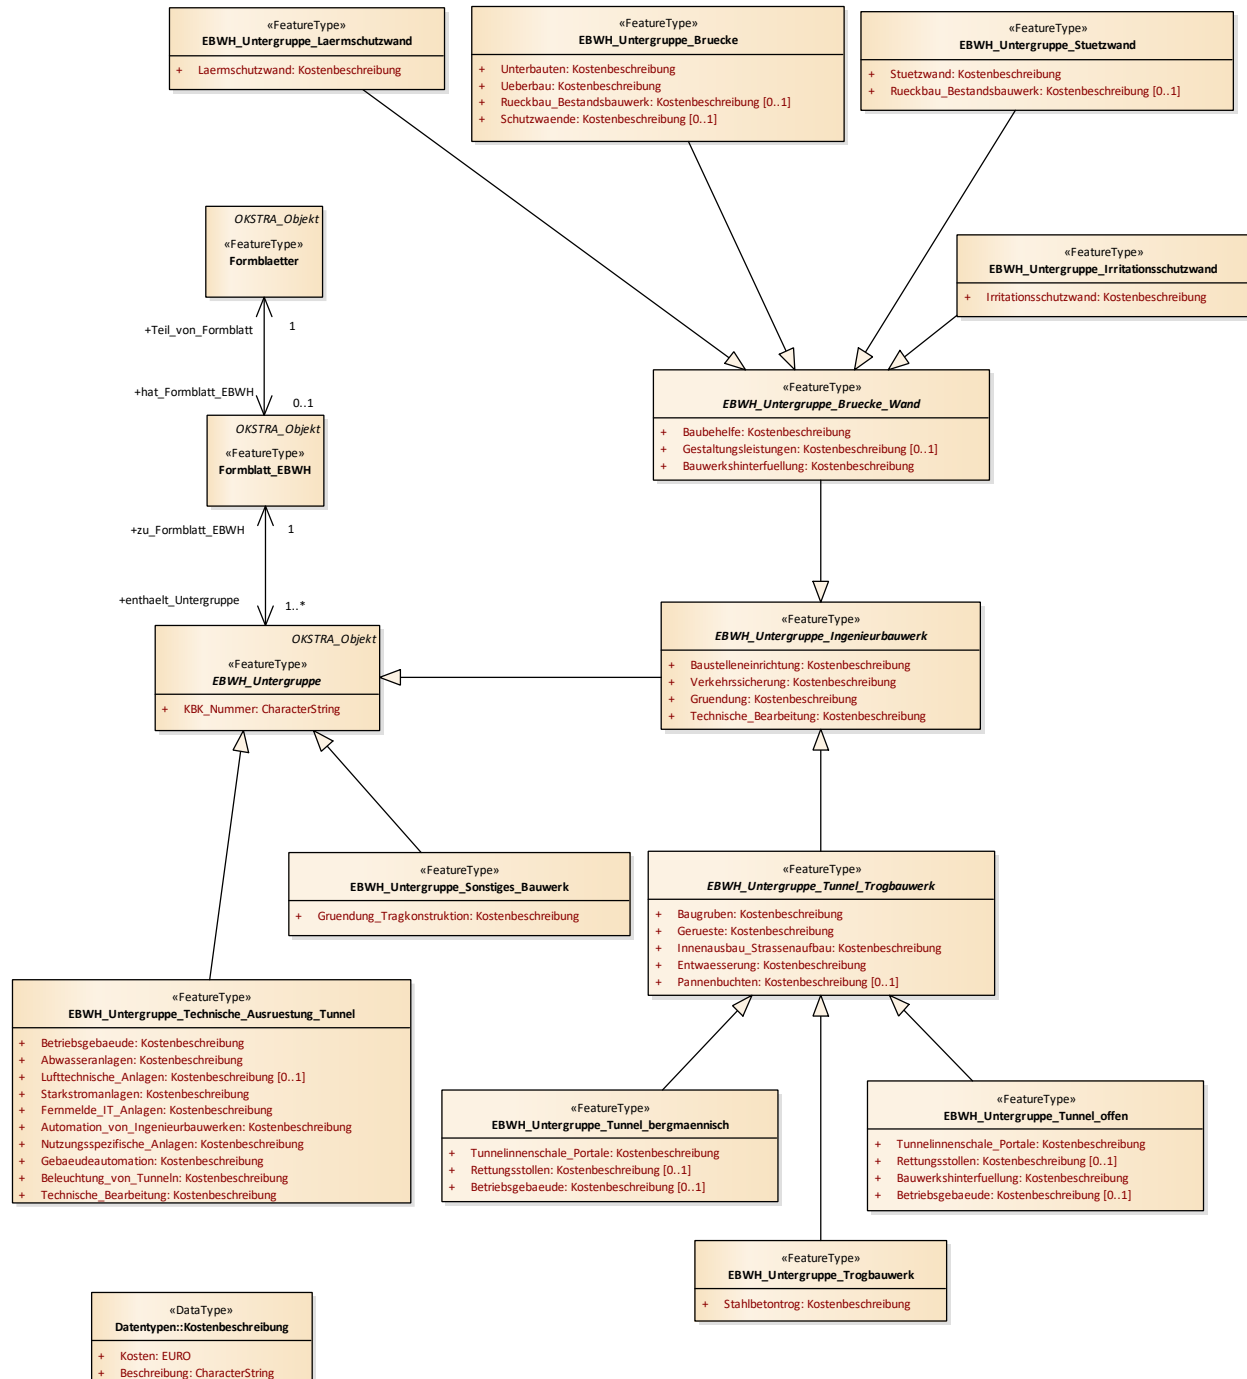 «FeatureType»
EBWH_Untergruppe_Laermschutzwand
+ Laermschutzwand: Kostenbeschreibung
«FeatureType»
EBWH_Untergruppe_Bruecke
+ Unterbauten: Kostenbeschreibung
+ Ueberbau: Kostenbeschreibung
+ Rueckbau_Bestandsbauwerk: Kostenbeschreibung [0..1]
+ Schutzwaende: Kostenbeschreibung [0..1]
«FeatureType»
EBWH_Untergruppe_Stuetzwand
+ Stuetzwand: Kostenbeschreibung
+ Rueckbau_Bestandsbauwerk: Kostenbeschreibung [0..1]
OKSTRA_Objekt
«FeatureType»
Formblaetter
«FeatureType»
EBWH_Untergruppe_Irritationsschutzwand
+ Irritationsschutzwand: Kostenbeschreibung
+Teil_von_Formblatt
1
+hat_Formblatt_EBWH
0..1
OKSTRA_Objekt
«FeatureType»
Formblatt_EBWH
«FeatureType»
EBWH_Untergruppe_Bruecke_Wand
+ Baubehelfe: Kostenbeschreibung
+ Gestaltungsleistungen: Kostenbeschreibung [0..1]
+ Bauwerkshinterfuellung: Kostenbeschreibung
+zu_Formblatt_EBWH
1
+enthaelt_Untergruppe
1..*
OKSTRA_Objekt
«FeatureType»
EBWH_Untergruppe
+ KBK_Nummer: CharacterString
«FeatureType»
EBWH_Untergruppe_Ingenieurbauwerk
+ Baustelleneinrichtung: Kostenbeschreibung
+ Verkehrssicherung: Kostenbeschreibung
+ Gruendung: Kostenbeschreibung
+ Technische_Bearbeitung: Kostenbeschreibung
«FeatureType»
EBWH_Untergruppe_Sonstiges_Bauwerk
+ Gruendung_Tragkonstruktion: Kostenbeschreibung
«FeatureType»
EBWH_Untergruppe_Tunnel_Trogbauwerk
+ Baugruben: Kostenbeschreibung
+ Gerueste: Kostenbeschreibung
+ Innenausbau_Strassenaufbau: Kostenbeschreibung
+ Entwaesserung: Kostenbeschreibung
+ Pannenbuchten: Kostenbeschreibung [0..1]
«FeatureType»
EBWH_Untergruppe_Technische_Ausruestung_Tunnel
+ Betriebsgebaeude: Kostenbeschreibung
+ Abwasseranlagen: Kostenbeschreibung
+ Lufttechnische_Anlagen: Kostenbeschreibung [0..1]
+ Starkstromanlagen: Kostenbeschreibung
+ Fernmelde_IT_Anlagen: Kostenbeschreibung
+ Automation_von_Ingenieurbauwerken: Kostenbeschreibung
+ Nutzungsspezifische_Anlagen: Kostenbeschreibung
+ Gebaeudeautomation: Kostenbeschreibung
+ Beleuchtung_von_Tunneln: Kostenbeschreibung
+ Technische_Bearbeitung: Kostenbeschreibung
«FeatureType»
EBWH_Untergruppe_Tunnel_bergmaennisch
+ Tunnelinnenschale_Portale: Kostenbeschreibung
+ Rettungsstollen: Kostenbeschreibung [0..1]
+ Betriebsgebaeude: Kostenbeschreibung [0..1]
«FeatureType»
EBWH_Untergruppe_Tunnel_offen
+ Tunnelinnenschale_Portale: Kostenbeschreibung
+ Rettungsstollen: Kostenbeschreibung [0..1]
+ Bauwerkshinterfuellung: Kostenbeschreibung
+ Betriebsgebaeude: Kostenbeschreibung [0..1]
«FeatureType»
EBWH_Untergruppe_Trogbauwerk
+ Stahlbetontrog: Kostenbeschreibung
«DataType»
Datentypen::Kostenbeschreibung
+ Kosten: EURO
+ Beschreibung: CharacterString